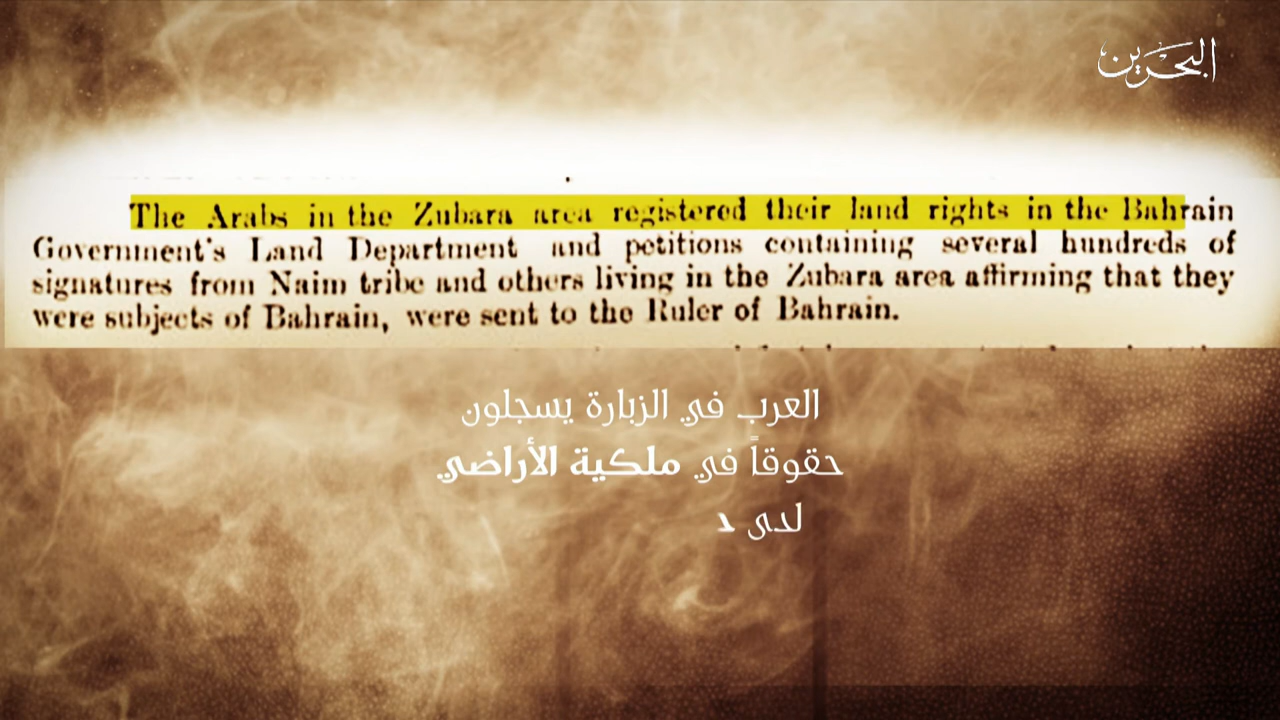 البحرين
The Arabs in the Zubara area registered their land rights in the Bahrain
Government's Land Department and petitions containing several hundreds of
signatures from Naim tribe and others living in the Zubara area affirming that they
were subjects of Bahrain, were sent to the Ruler of Bahrain.
العرب في الزبارة يسجلون
حقوقاً في ملكية الأراضي
لدى